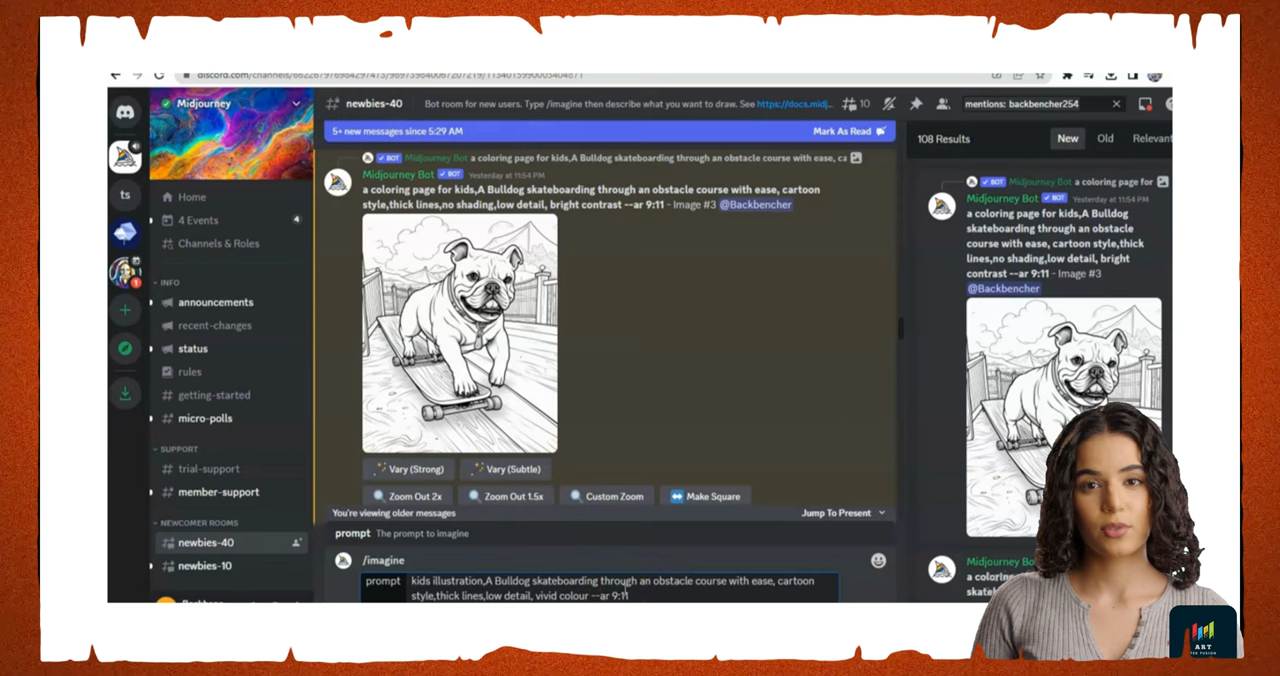 Midjourney
newbies-40
Bot room for new users. Type /imagine then describe what you want to draw. See https://docs.midj...
10
mentions: backbencher254
5+ new messages since 5:29 AM
Mark As Read
108 Results
New
Old
Relevan
ts
Home
4 Events
4
Channels & Roles
INFO
announcements
recent-changes
status
rules
getting-started
micro-polls
SUPPORT
trial-support
member-support
NEWCOMER ROOMS
newbies-40
newbies-10
BOT Midjourney Bot a coloring page for kids,A Bulldog skateboarding through an obstacle course with ease, ca
Midjourney Bot BOT Yesterday at 11:54 PM
a coloring page for kids,A Bulldog skateboarding through an obstacle course with ease, cartoon
style,thick lines,no shading,low detail, bright contrast --ar 9:11 - Image #3 @Backbencher
Vary (Strong)
Vary (Subtle)
Zoom Out 2x
Zoom Out 1.5x
Custom Zoom
Make Square
You're viewing older messages
Jump To Present
prompt The prompt to imagine
/imagine
prompt kids illustration,A Bulldog skateboarding through an obstacle course with ease, cartoon
style,thick lines,low detail, vivid colour --ar 9:11
BOT Midjourney Bot a coloring page for
Midjourney Bot BOT Yesterday at 11:54 PM
a coloring page for kids,A Bulldog
skateboarding through an obstacle
course with ease, cartoon style,thick
lines,no shading,low detail, bright
contrast --ar 9:11 - Image #3
@Backbencher
Midjourney Bo
a colorin
skatel
1
ART